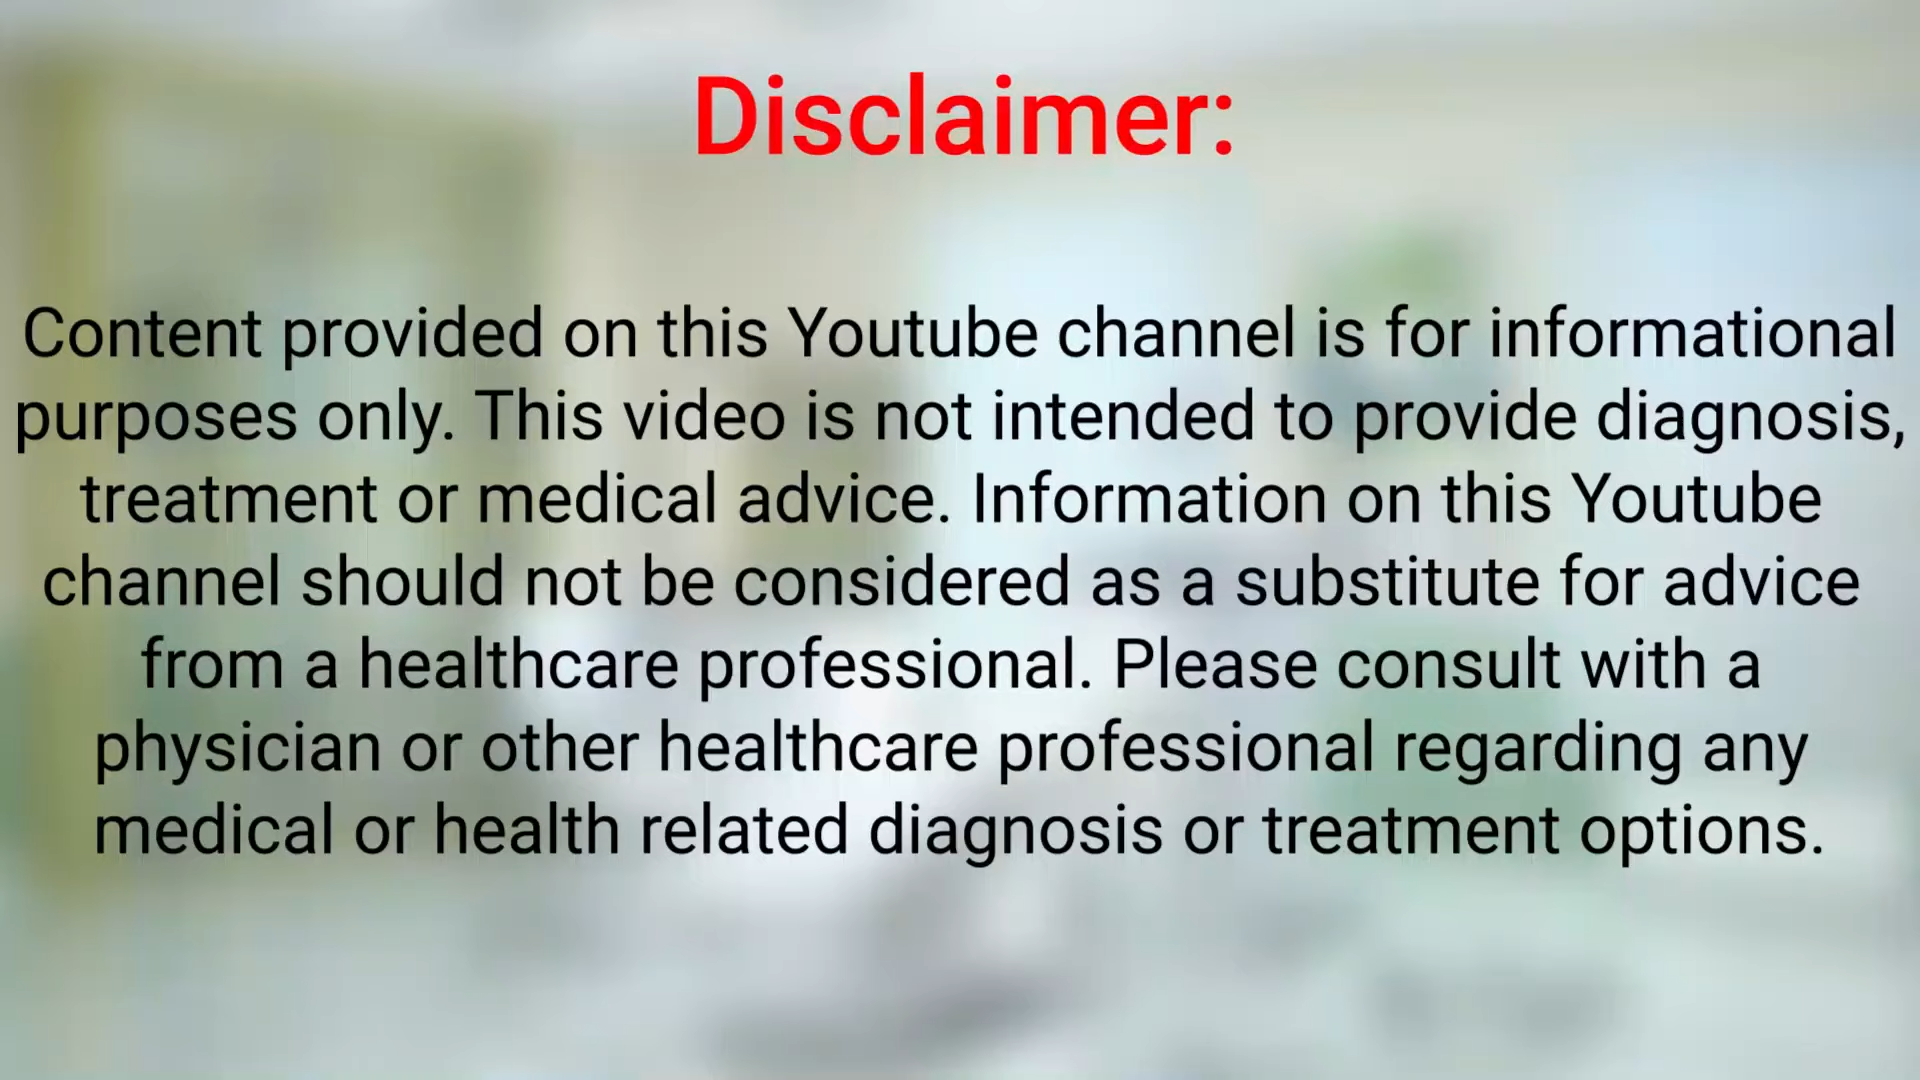 Disclaimer:
Content provided on this Youtube channel is for informational
purposes only. This video is not intended to provide diagnosis,
treatment or medical advice. Information on this Youtube
channel should not be considered as a substitute for advice
from a healthcare professional. Please consult with a
physician or other healthcare professional regarding any
medical or health related diagnosis or treatment options.